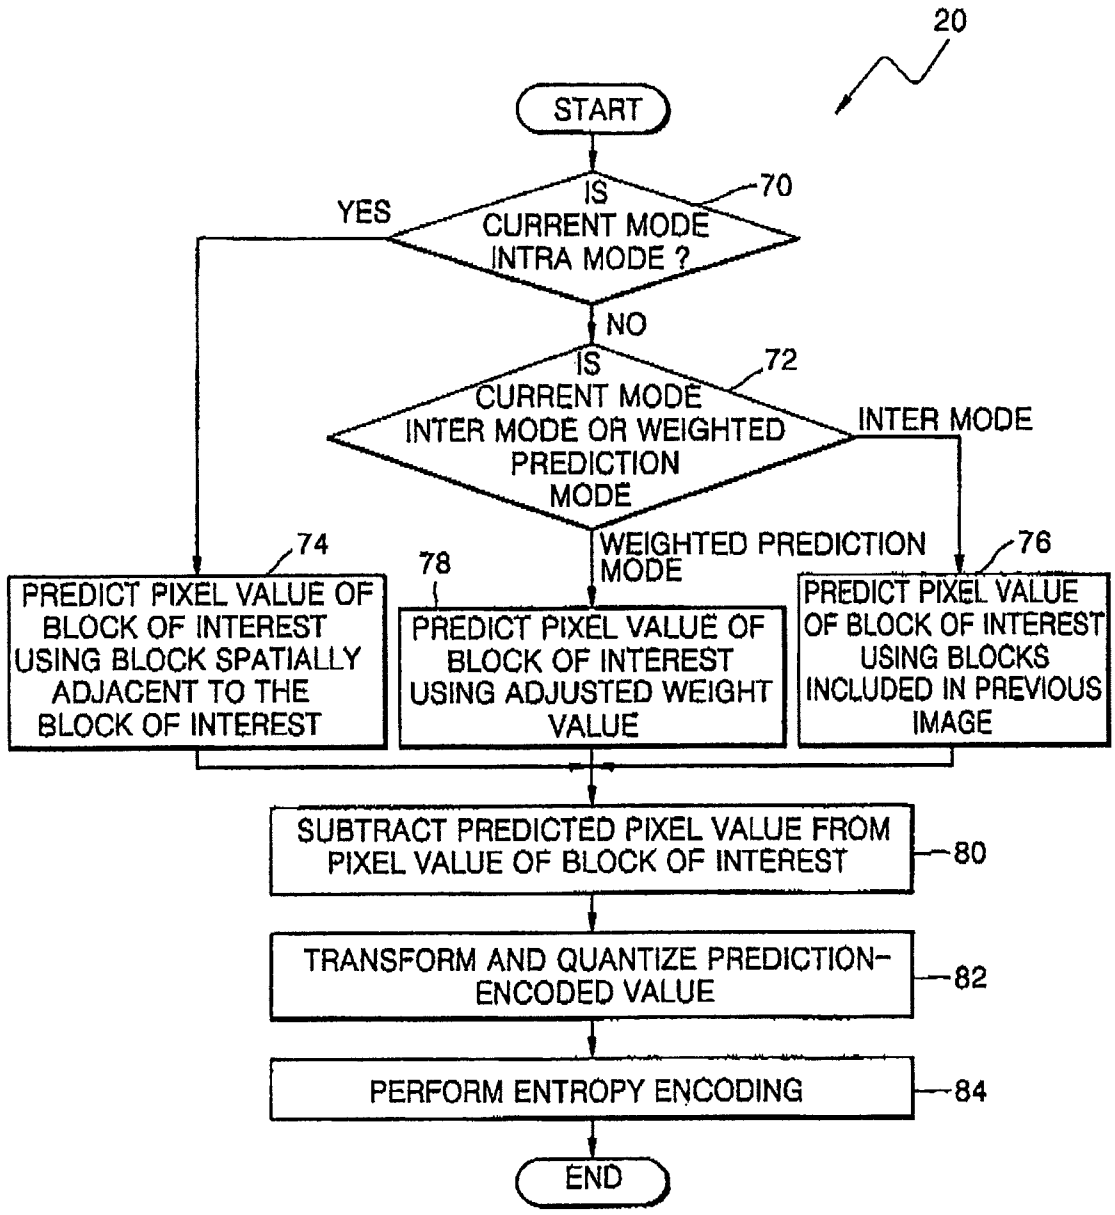 20
START
70
IS
CURRENT MODE
INTRA MODE ?
YES
NO
72
IS
CURRENT MODE
INTER MODE OR WEIGHTED
PREDICTION
MODE
INTER MODE
WEIGHTED PREDICTION
MODE
74
PREDICT PIXEL VALUE OF
BLOCK OF INTEREST
USING BLOCK SPATIALLY
ADJACENT TO THE
BLOCK OF INTEREST
78
PREDICT PIXEL VALUE OF
BLOCK OF INTEREST
USING ADJUSTED WEIGHT
VALUE
76
PREDICT PIXEL VALUE
OF BLOCK OF INTEREST
USING BLOCKS
INCLUDED IN PREVIOUS
IMAGE
SUBTRACT PREDICTED PIXEL VALUE FROM
PIXEL VALUE OF BLOCK OF INTEREST
80
TRANSFORM AND QUANTIZE PREDICTION-
ENCODED VALUE
82
PERFORM ENTROPY ENCODING
84
END